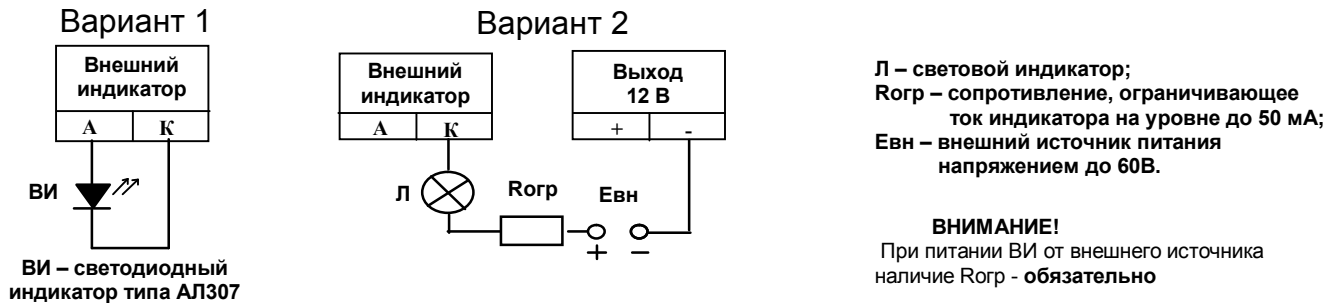 Вариант 1
Внешний
индикатор
А К
ВИ
ВИ – светодиодный
индикатор типа АЛ307
Вариант 2
Внешний
индикатор
А К
Выход
12 В
+ -
Л
Rогр
Евн
+ −
Л – световой индикатор;
Rогр – сопротивление, ограничивающее
ток индикатора на уровне до 50 мА;
Евн – внешний источник питания
напряжением до 60В.
ВНИМАНИЕ!
При питании ВИ от внешнего источника
наличие Rогр - обязательно